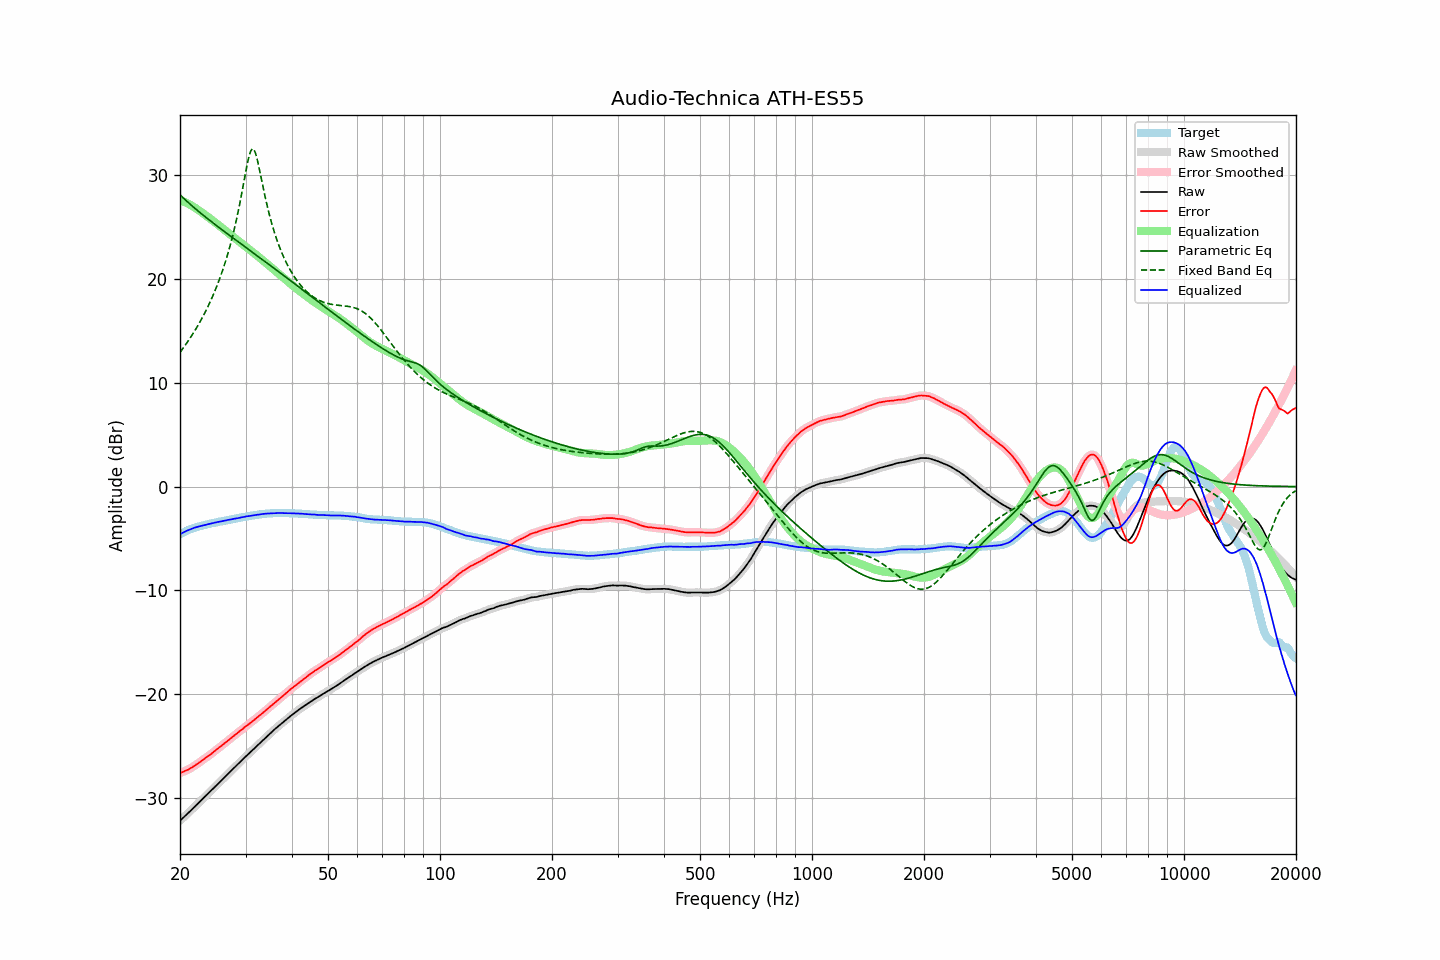 Audio-Technica ATH-ES55
Target
Raw Smoothed
Error Smoothed
Raw
Error
Equalization
Parametric Eq
Fixed Band Eq
Equalized
Amplitude (dBr)
30
20
10
0
−10
−20
−30
20 50 100 200 500 1000 2000 5000 10000 20000
Frequency (Hz)